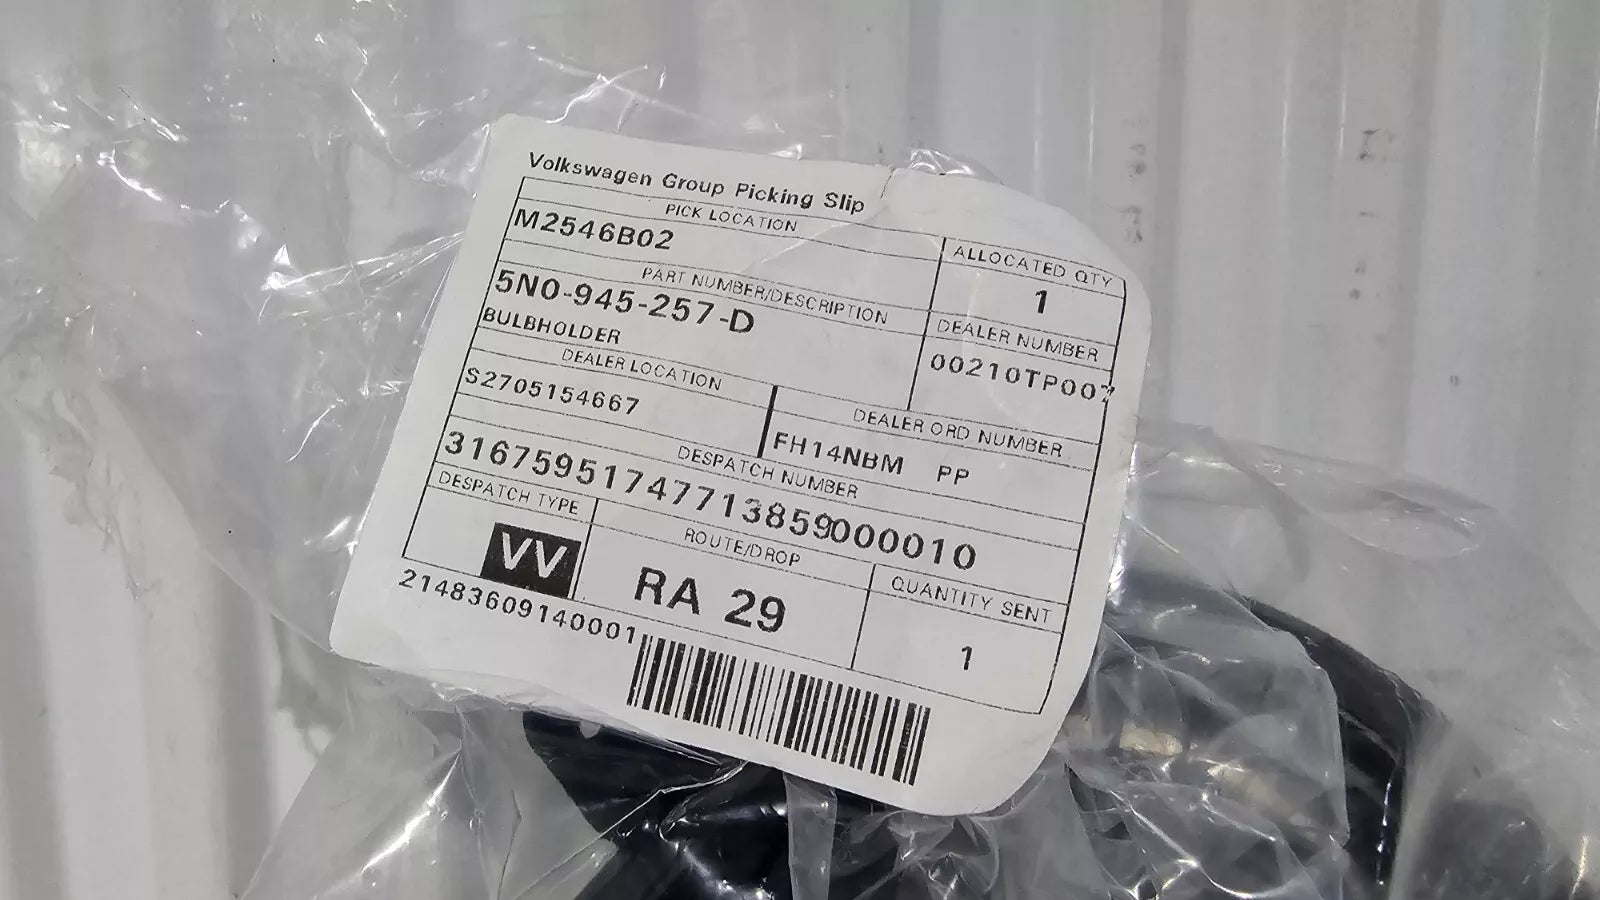 Volkswagen Group Picking Slip
PICK LOCATION
M2546B02
ALLOCATED QTY
1
PART NUMBER/DESCRIPTION
5N0-945-257-D
BULBHOLDER
DEALER NUMBER
00210TP007
DEALER LOCATION
S2705154667
DEALER ORD NUMBER
FH14NBM PP
DESPATCH NUMBER
31675951747713859000010
DESPATCH TYPE
VV
ROUTE/DROP
RA 29
QUANTITY SENT
1
21483609140001